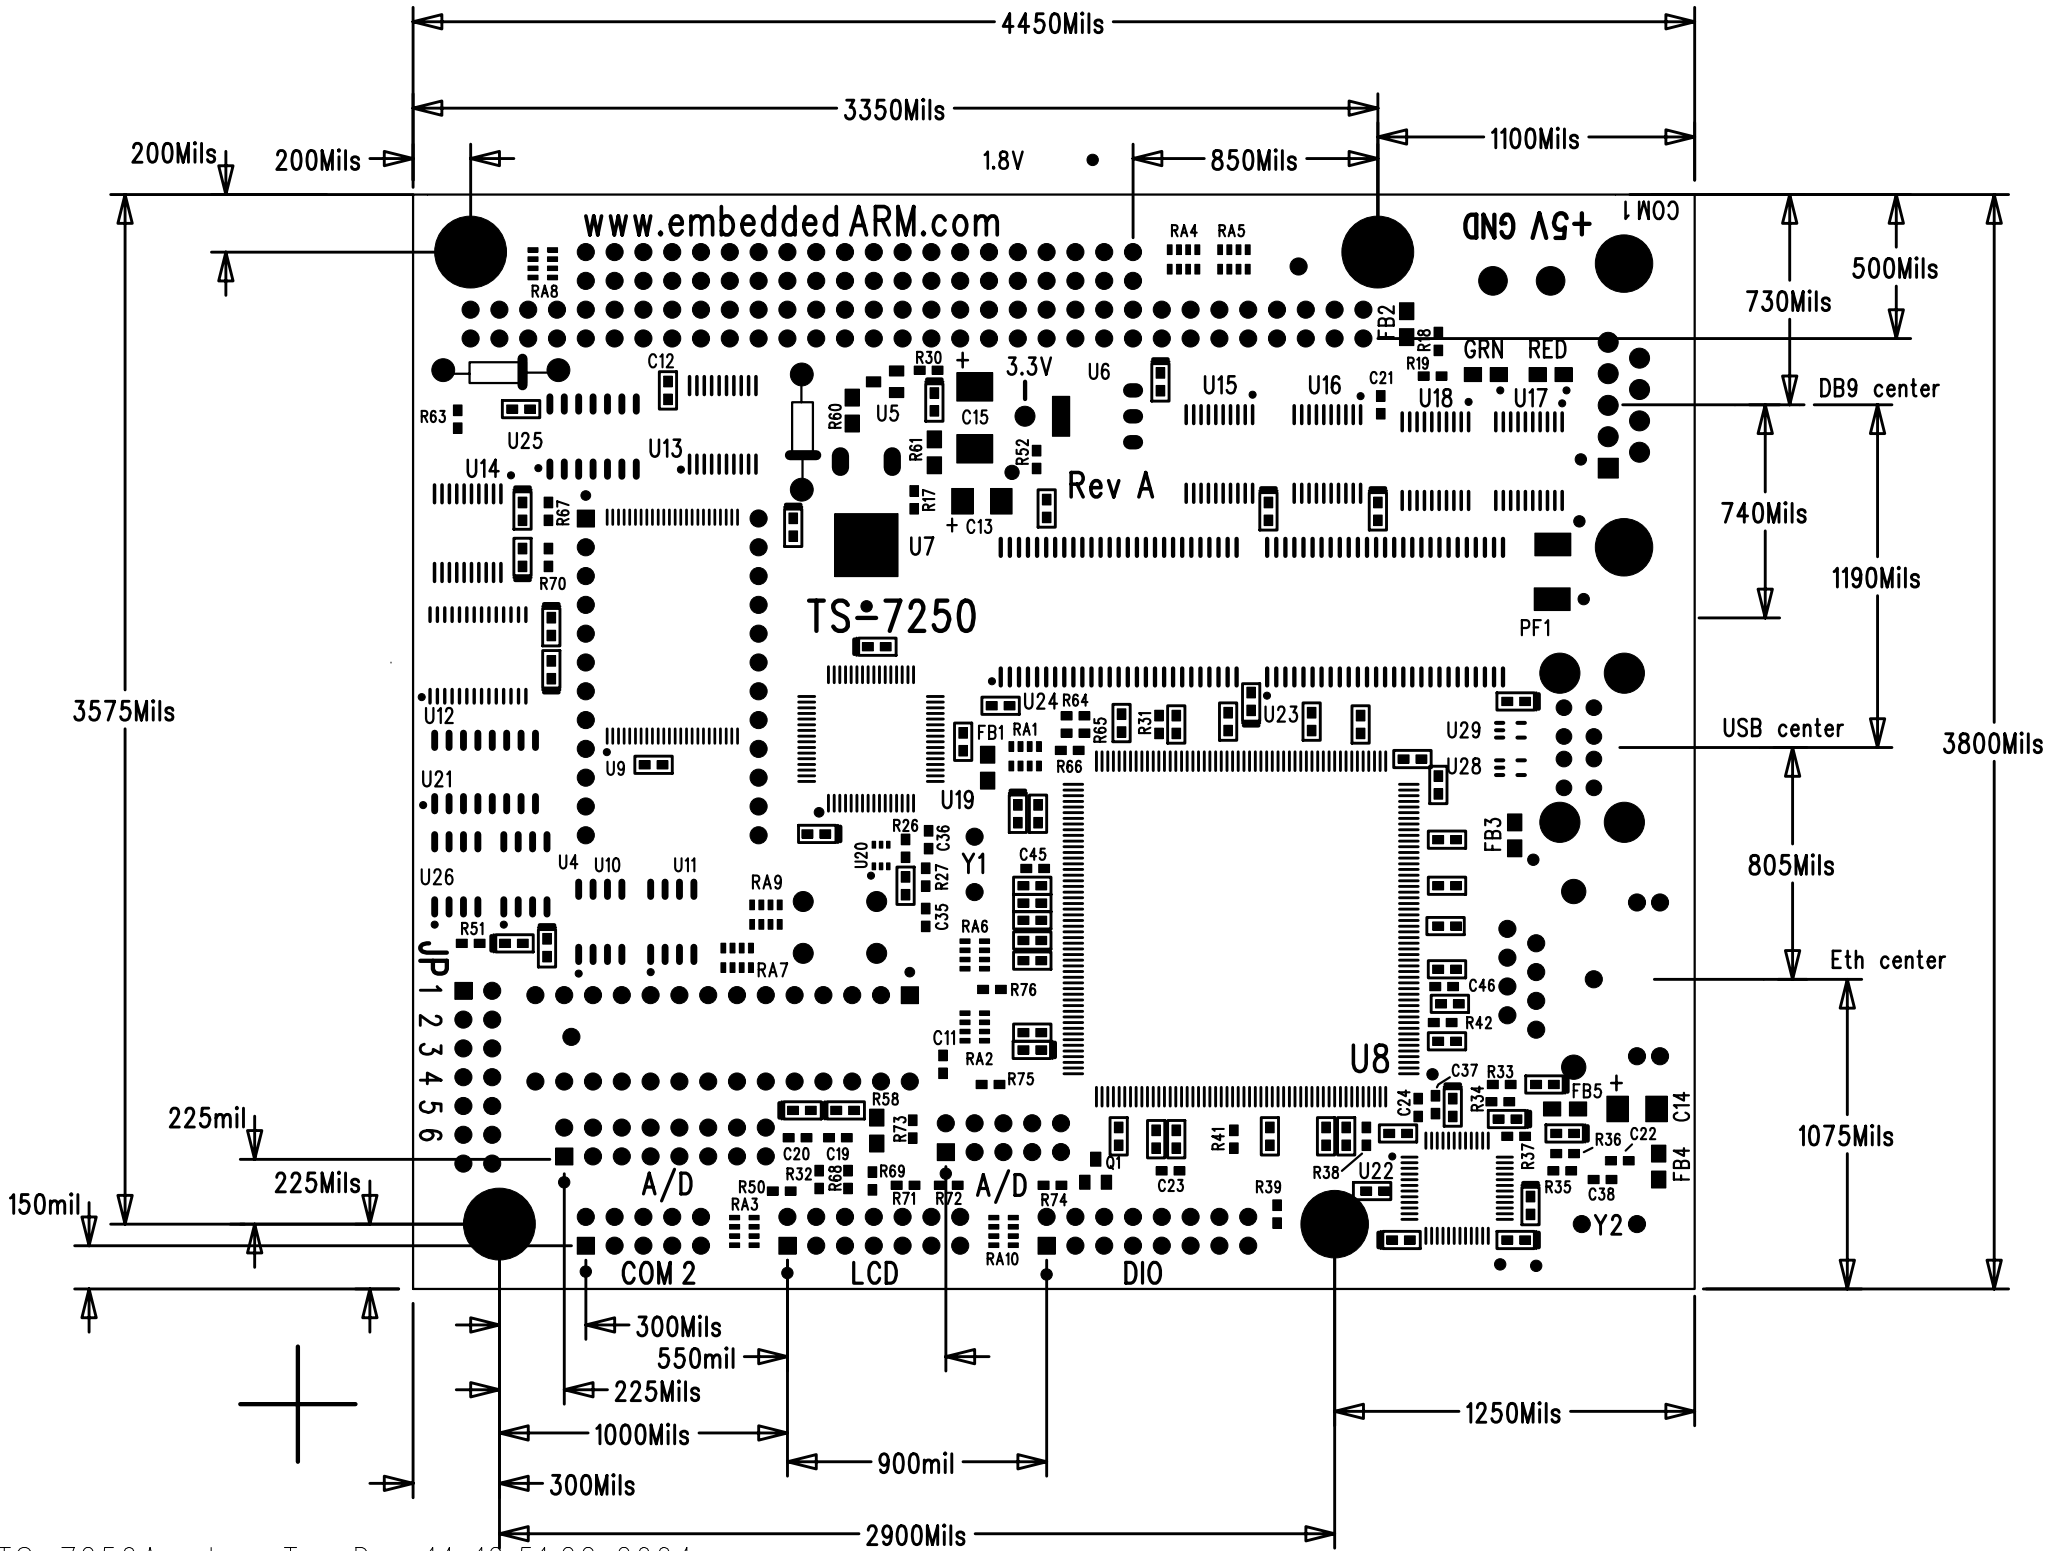 4450Mils
3350Mils
1100Mils
200Mils
200Mils
1.8V
850Mils
www.embeddedARM.com
RA4 RA5
+5V GND
COM1
RA8
500Mils
730Mils
FB2
R18
C12
R30
+
3.3V
U6
R19
GRN RED
U15
U16
C21
U18
U17
DB9 center
R63
R60
U5
C15
U25
U13
R61
R52
U14
Rev A
R67
R17
+
C13
740Mils
U7
1190Mils
R70
TS-7250
PF1
3575Mils
U12
U24
R64
R65
R31
U23
FB1
RA1
U29
USB center
3800Mils
R66
U9
U28
U21
U19
R26
C36
FB3
U4
U10
U11
U20
Y1
C45
805Mils
U26
RA9
R27
C35
R51
RA6
JP
RA7
Eth center
1
R76
C46
2
R42
3
C11
RA2
U8
4
R75
C37
R33
FB5
+
5
R58
C24
R34
C14
225mil
R73
6
1075Mils
C20
C19
R41
R37
R36
C22
R32
R68
R69
Q1
R38
U22
FB4
225Mils
A/D
R50
R71
R72
A/D
R74
C23
R39
R35
C38
150mil
RA3
RA10
Y2
COM 2
LCD
DIO
300Mils
550mil
225Mils
1250Mils
1000Mils
900mil
300Mils
2900Mils